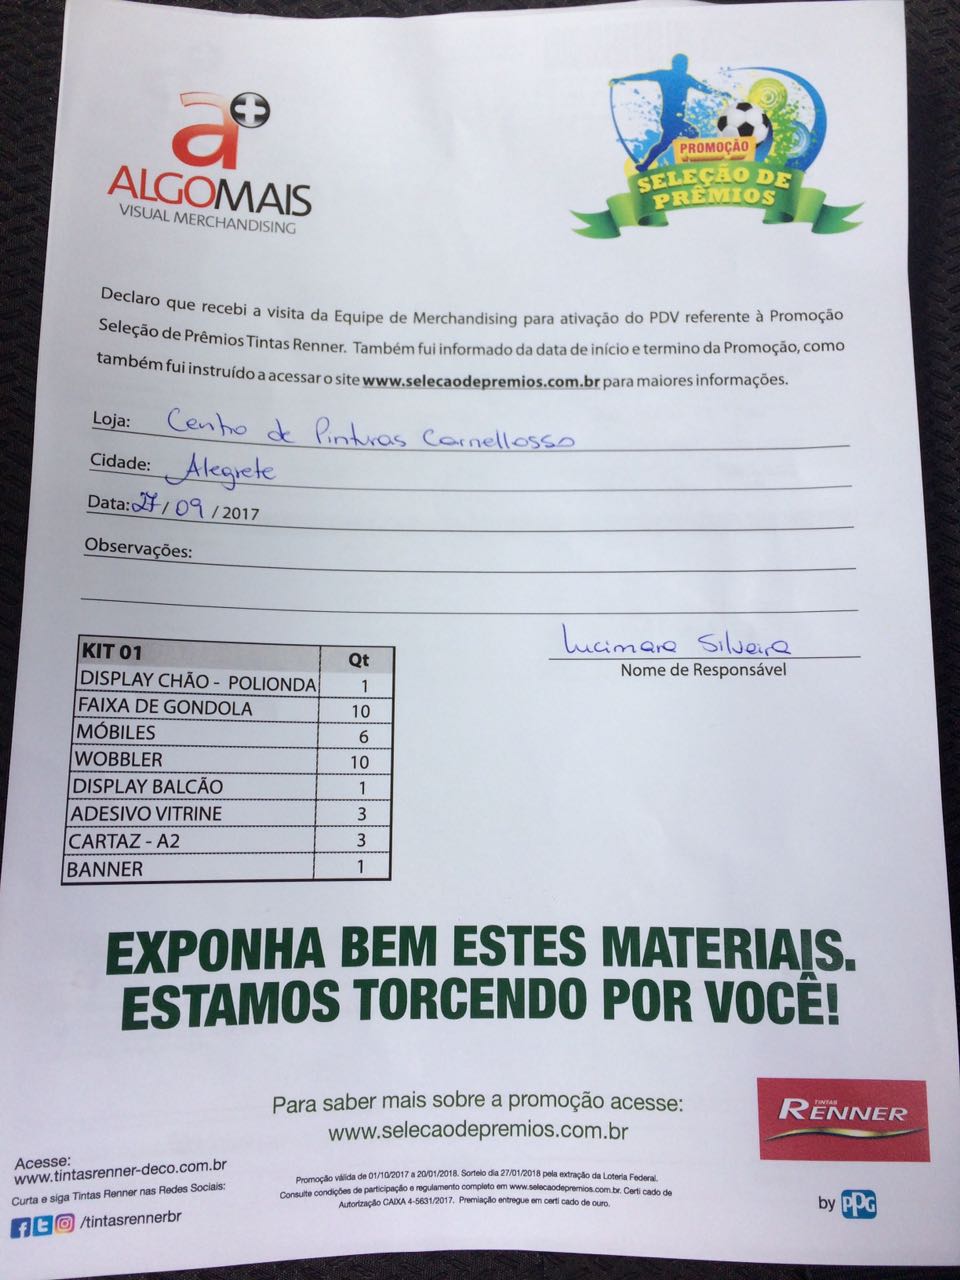 a+
ALGOMAIS
VISUAL MERCHANDISING
PROMOÇÃO
SELEÇÃO DE
PRÊMIOS
Declaro que recebi a visita da Equipe de Merchandising para ativação do PDV referente à Promoção
Seleção de Prêmios Tintas Renner. Também fui informado da data de início e termino da Promoção, como
também fui instruído a acessar o site www.selecaodepremios.com.br para maiores informações.
Loja: Centro de Pinturas Carnellosso
Cidade: Alegrete
Data: 27/09/2017
Observações:
Lucimara Silveira
Nome de Responsável
KIT 01 Qt
DISPLAY CHÃO - POLIONDA 1
FAIXA DE GONDOLA 10
MÓBILES 6
WOBBLER 10
DISPLAY BALCÃO 1
ADESIVO VITRINE 3
CARTAZ - A2 3
BANNER 1
EXPONHA BEM ESTES MATERIAIS.
ESTAMOS TORCENDO POR VOCÊ!
Para saber mais sobre a promoção acesse:
www.selecaodepremios.com.br
TINTAS
RENNER
Acesse:
www.tintasrenner-deco.com.br
Curta e siga Tintas Renner nas Redes Sociais:
/tintasrennerbr
Promoção válida de 01/10/2017 a 20/01/2018. Sorteio dia 27/01/2018 pela extração da Loteria Federal.
Consulte condições de participação e regulamento completo em www.selecaodepremios.com.br. Certi cado de
Autorização CAIXA 4-5631/2017. Premiação entregue em certi cado de ouro.
by PPG